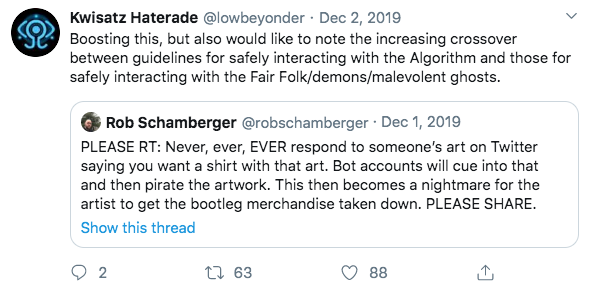 Kwisatz Haterade @lowbeyonder · Dec 2, 2019
Boosting this, but also would like to note the increasing crossover
between guidelines for safely interacting with the Algorithm and those for
safely interacting with the Fair Folk/demons/malevolent ghosts.
Rob Schamberger @robschamberger · Dec 1, 2019
PLEASE RT: Never, ever, EVER respond to someone's art on Twitter
saying you want a shirt with that art. Bot accounts will cue into that
and then pirate the artwork. This then becomes a nightmare for the
artist to get the bootleg merchandise taken down. PLEASE SHARE.
Show this thread
2 63 88